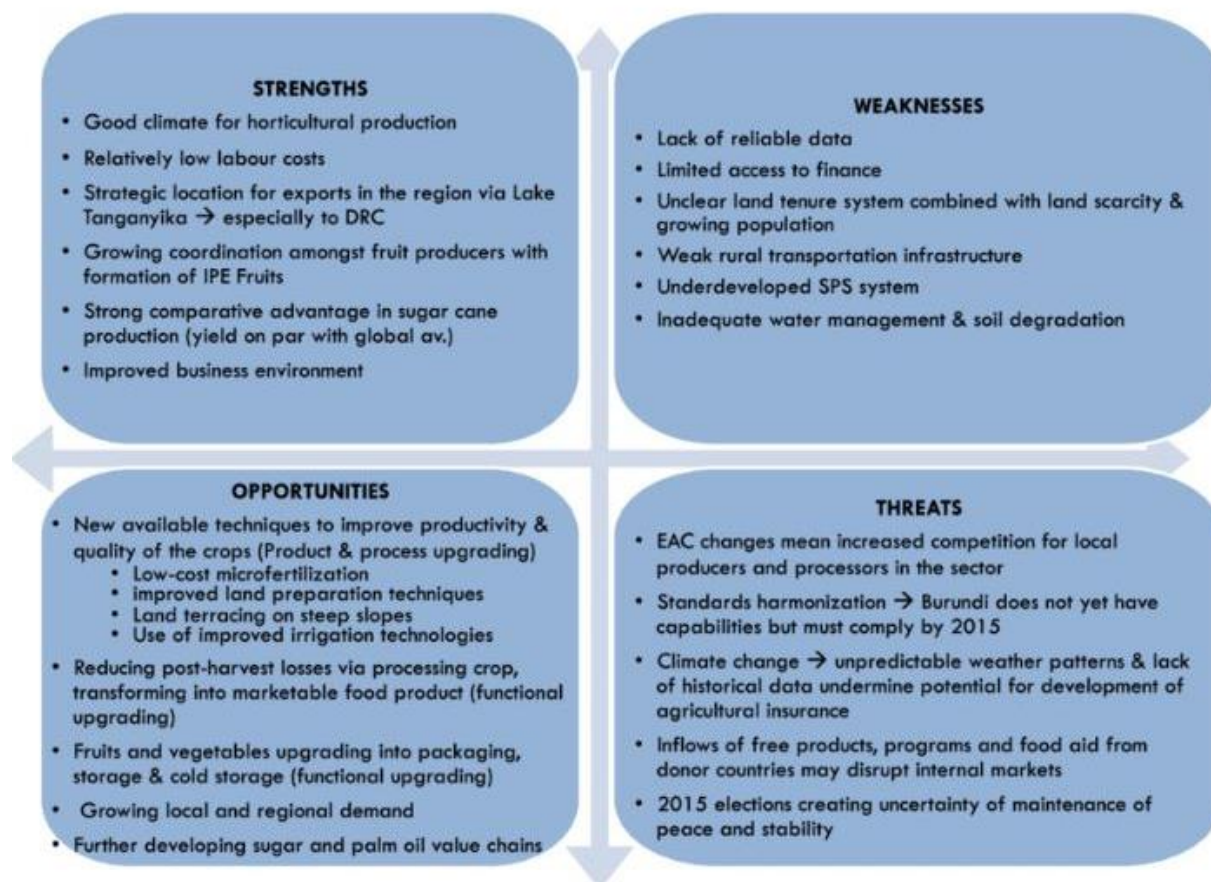 STRENGTHS
• Good climate for horticultural production
• Relatively low labour costs
• Strategic location for exports in the region via Lake
Tanganyika → especially to DRC
• Growing coordination amongst fruit producers with
formation of IPE Fruits
• Strong comparative advantage in sugar cane
production (yield on par with global av.)
• Improved business environment
WEAKNESSES
• Lack of reliable data
• Limited access to finance
• Unclear land tenure system combined with land scarcity &
growing population
• Weak rural transportation infrastructure
• Underdeveloped SPS system
• Inadequate water management & soil degradation
OPPORTUNITIES
• New available techniques to improve productivity &
quality of the crops (Product & process upgrading)
• Low-cost microfertilization
• improved land preparation techniques
• Land terracing on steep slopes
• Use of improved irrigation technologies
• Reducing post-harvest losses via processing crop,
transforming into marketable food product (functional
upgrading)
• Fruits and vegetables upgrading into packaging,
storage & cold storage (functional upgrading)
• Growing local and regional demand
• Further developing sugar and palm oil value chains
THREATS
• EAC changes mean increased competition for local
producers and processors in the sector
• Standards harmonization → Burundi does not yet have
capabilities but must comply by 2015
• Climate change → unpredictable weather patterns & lack
of historical data undermine potential for development of
agricultural insurance
• Inflows of free products, programs and food aid from
donor countries may disrupt internal markets
• 2015 elections creating uncertainty of maintenance of
peace and stability